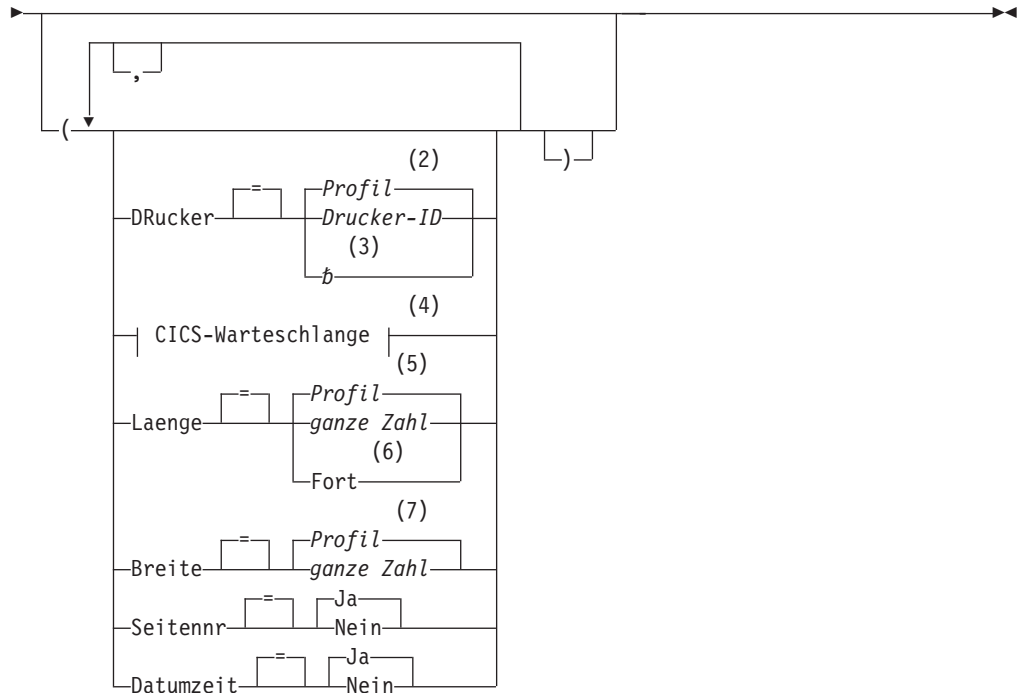 ,
( )
(2)
= Profil
DRucker Drucker-ID
(3)
ƀ
(4)
CICS-Warteschlange
(5)
= Profil
Laenge ganze Zahl
(6)
Fort
(7)
= Profil
Breite ganze Zahl
= Ja
Seitennr Nein
= Ja
Datumzeit Nein